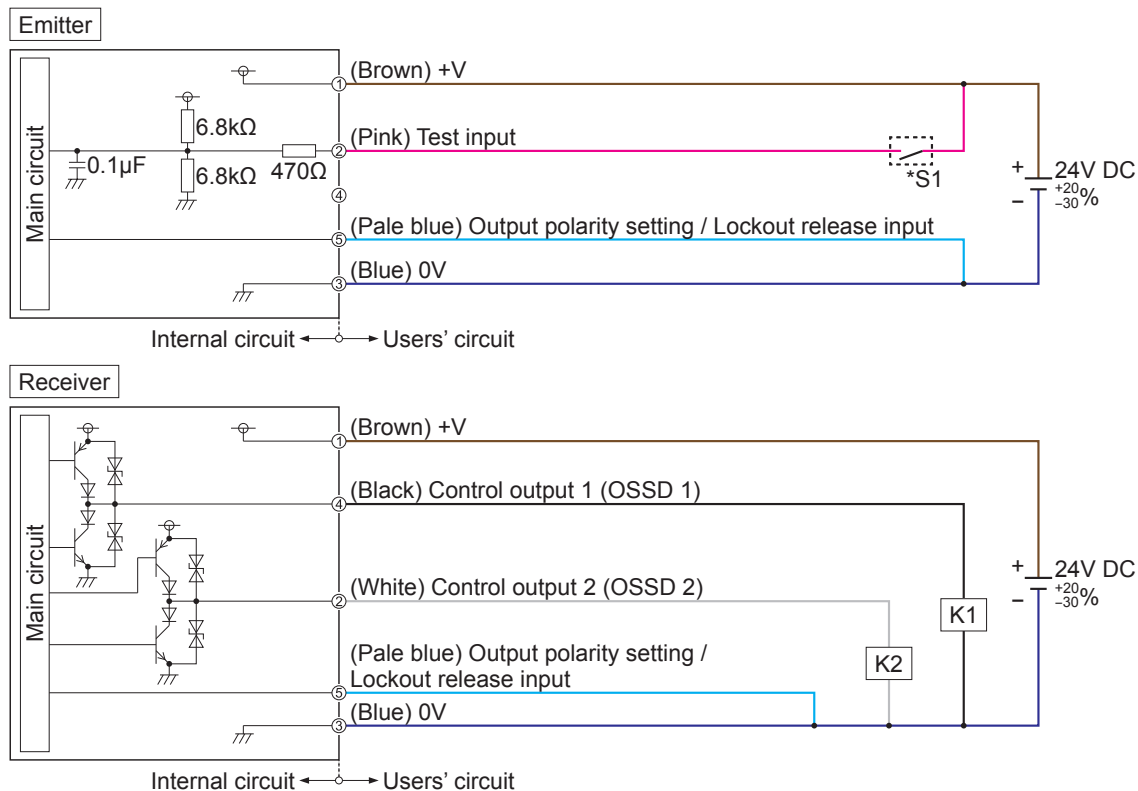 Emitter
Main circuit
(Brown) +V
①
6.8kΩ
(Pink) Test input
②
0.1µF
6.8kΩ
470Ω
*S1
④
+
−
24V DC
+20
−30%
(Pale blue) Output polarity setting / Lockout release input
⑤
(Blue) 0V
③
Internal circuit
Users’ circuit
Receiver
Main circuit
(Brown) +V
①
(Black) Control output 1 (OSSD 1)
④
(White) Control output 2 (OSSD 2)
②
+
−
24V DC
+20
−30%
K1
K2
(Pale blue) Output polarity setting /
Lockout release input
⑤
(Blue) 0V
③
Internal circuit
Users’ circuit